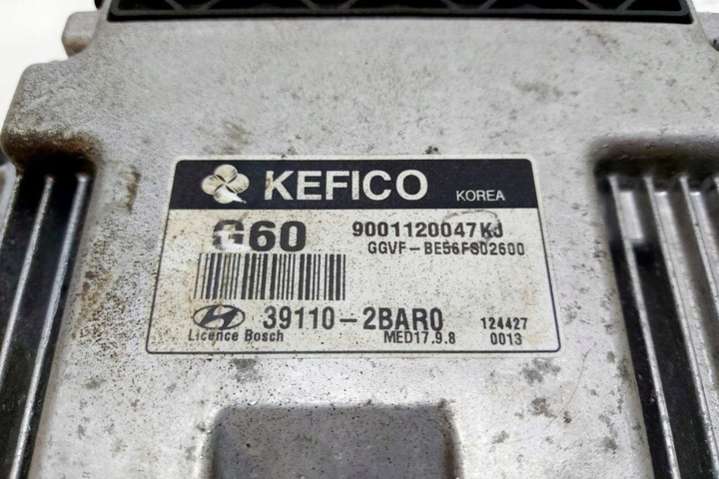 KEFICO KOREA
G60 9001120047KJ
GGVF-BE56FS02600
39110-2BAR0 124427
Licence Bosch MED17.9.8 0013